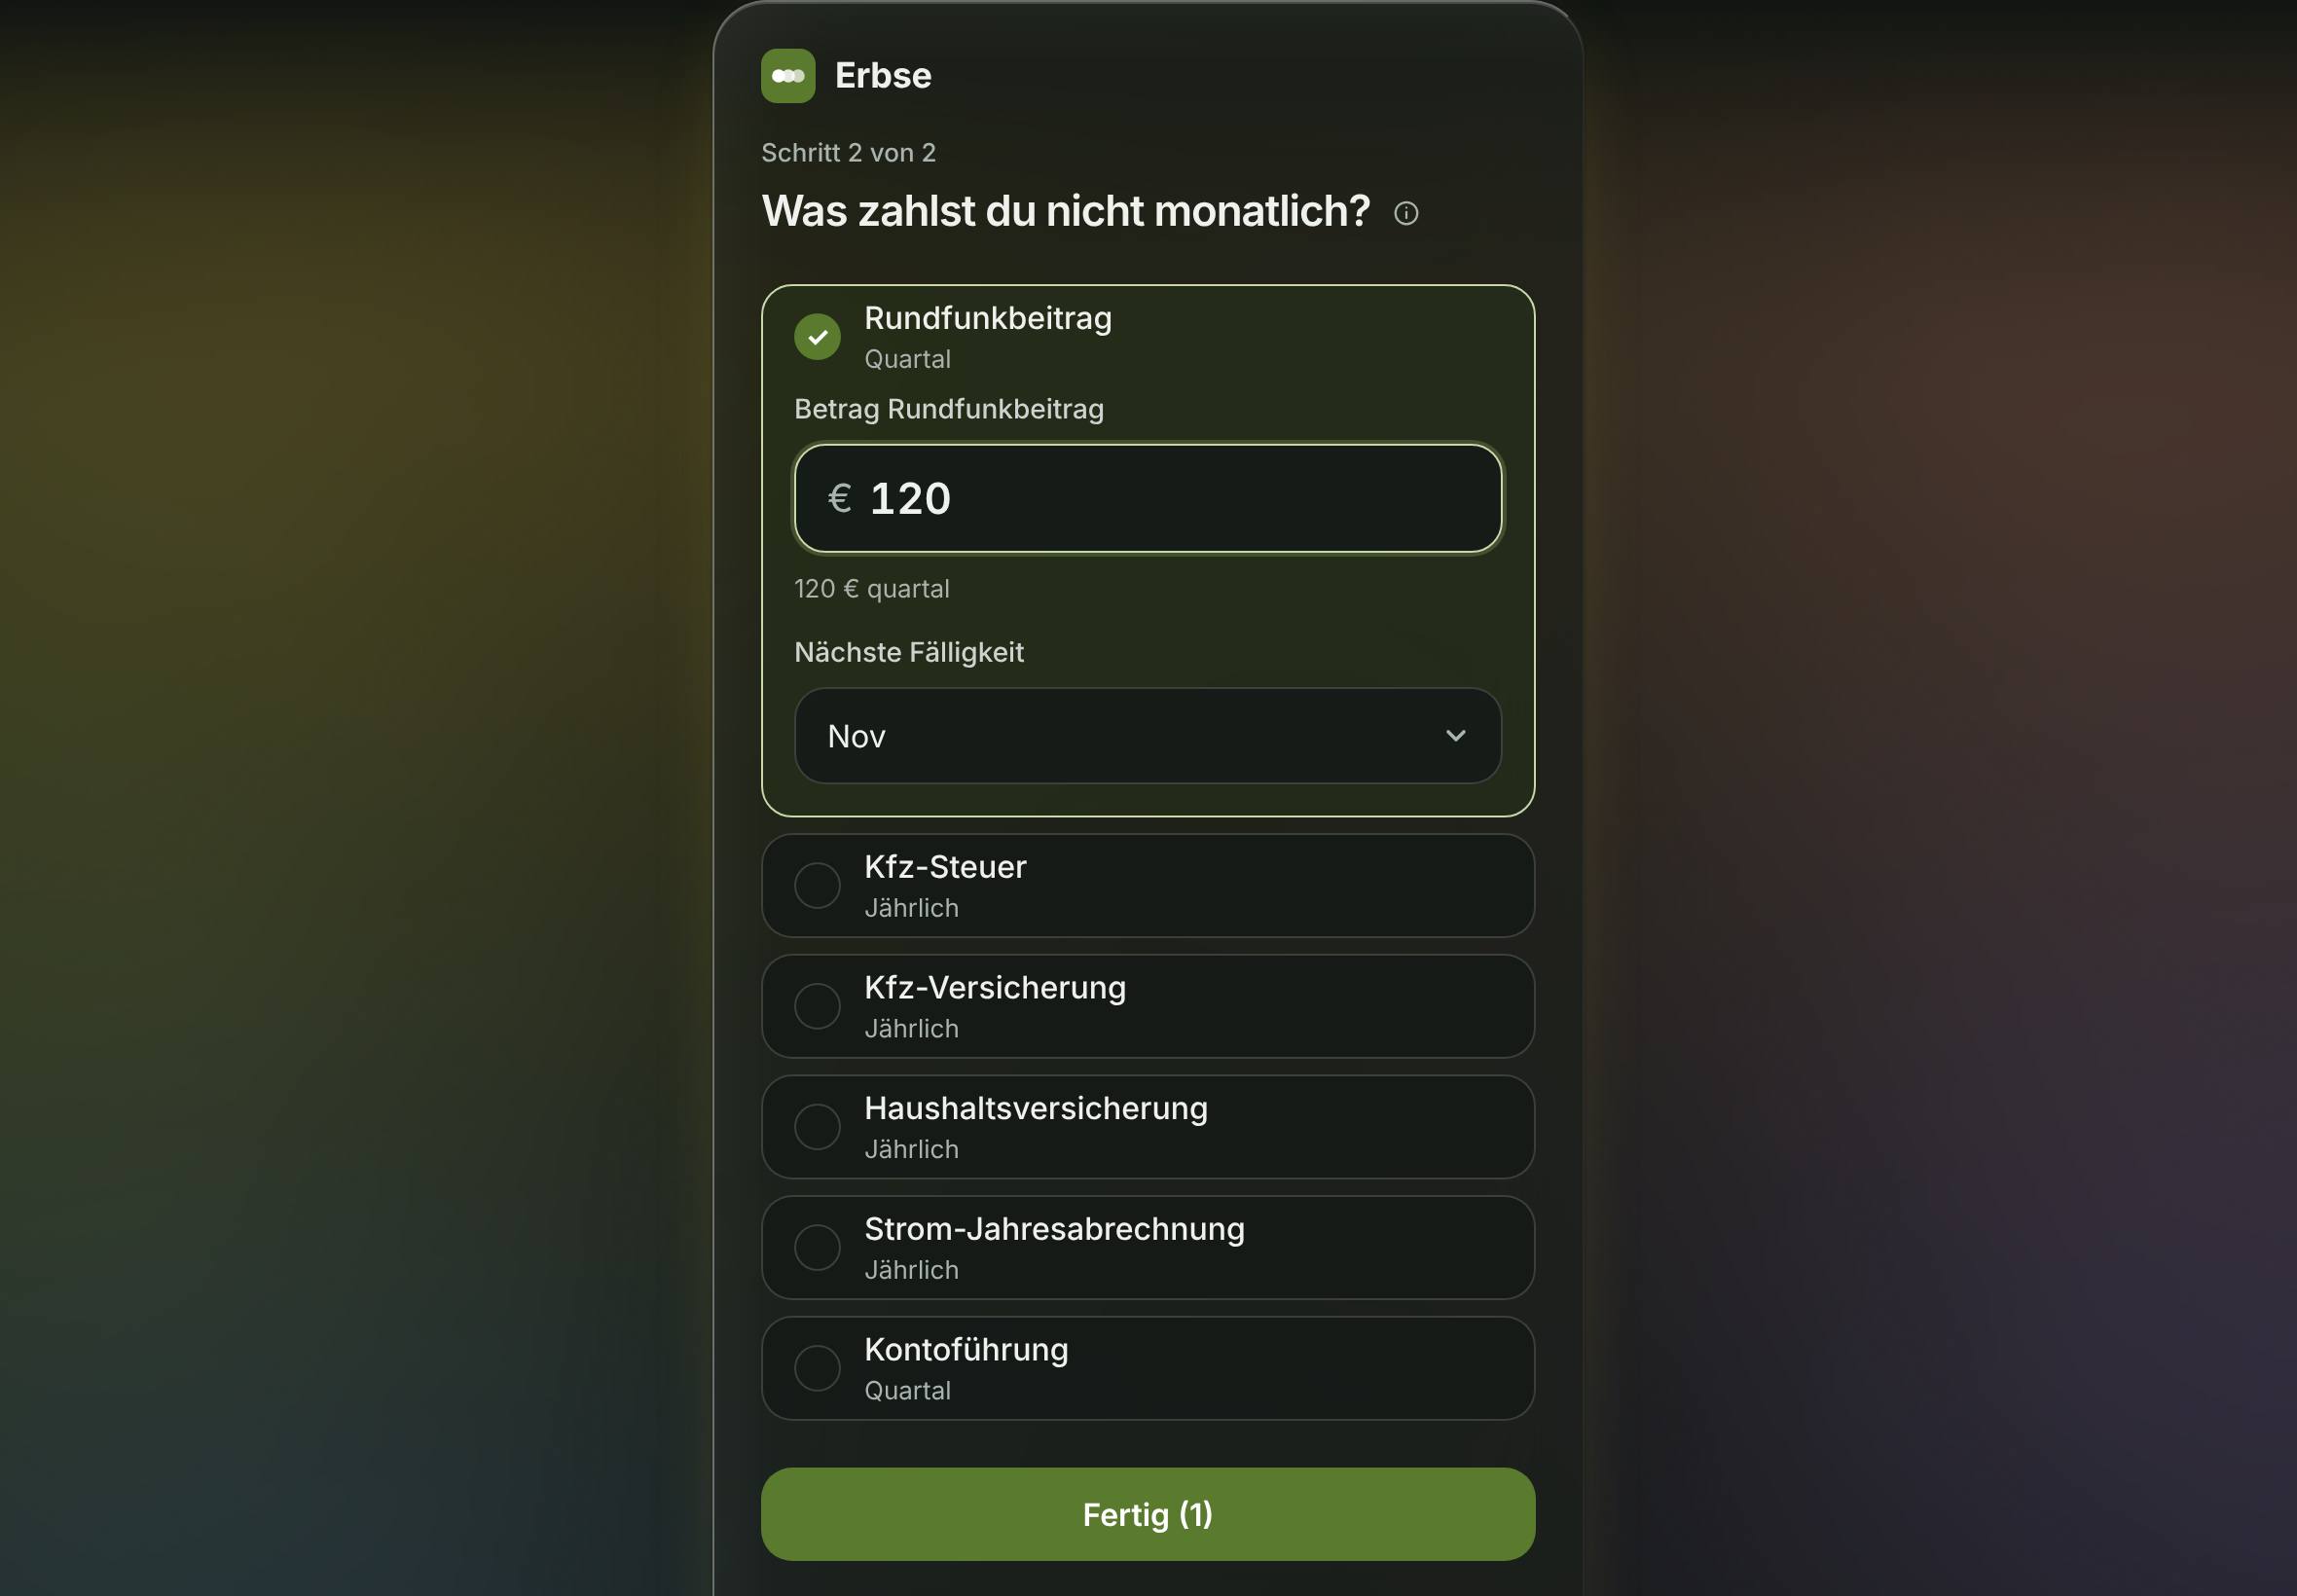 Erbse
Schritt 2 von 2
Was zahlst du nicht monatlich?
Rundfunkbeitrag
Quartal
Betrag Rundfunkbeitrag
€ 120
120 € quartal
Nächste Fälligkeit
Nov
Kfz-Steuer
Jährlich
Kfz-Versicherung
Jährlich
Haushaltsversicherung
Jährlich
Strom-Jahresabrechnung
Jährlich
Kontoführung
Quartal
Fertig (1)